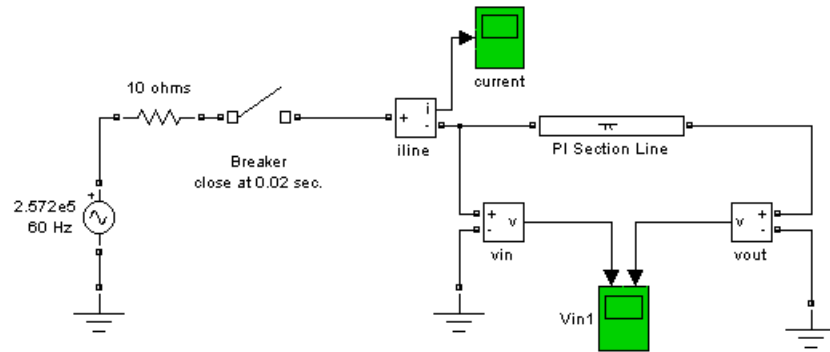 current
10 ohms
i
+
-
iline
PI Section Line
Breaker
close at 0.02 sec.
2.572e5
60 Hz
+
+
-
v
vin
v
+
-
vout
Vin1